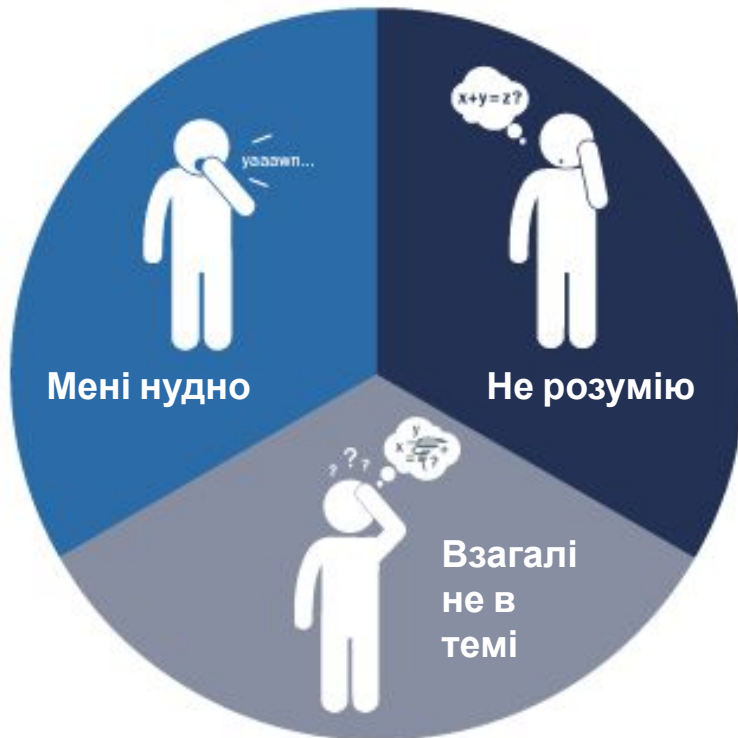 yaaawn...
x+y=z?
Мені нудно
Не розумію
? ? ?
y
x
Взагалі
не в
темі